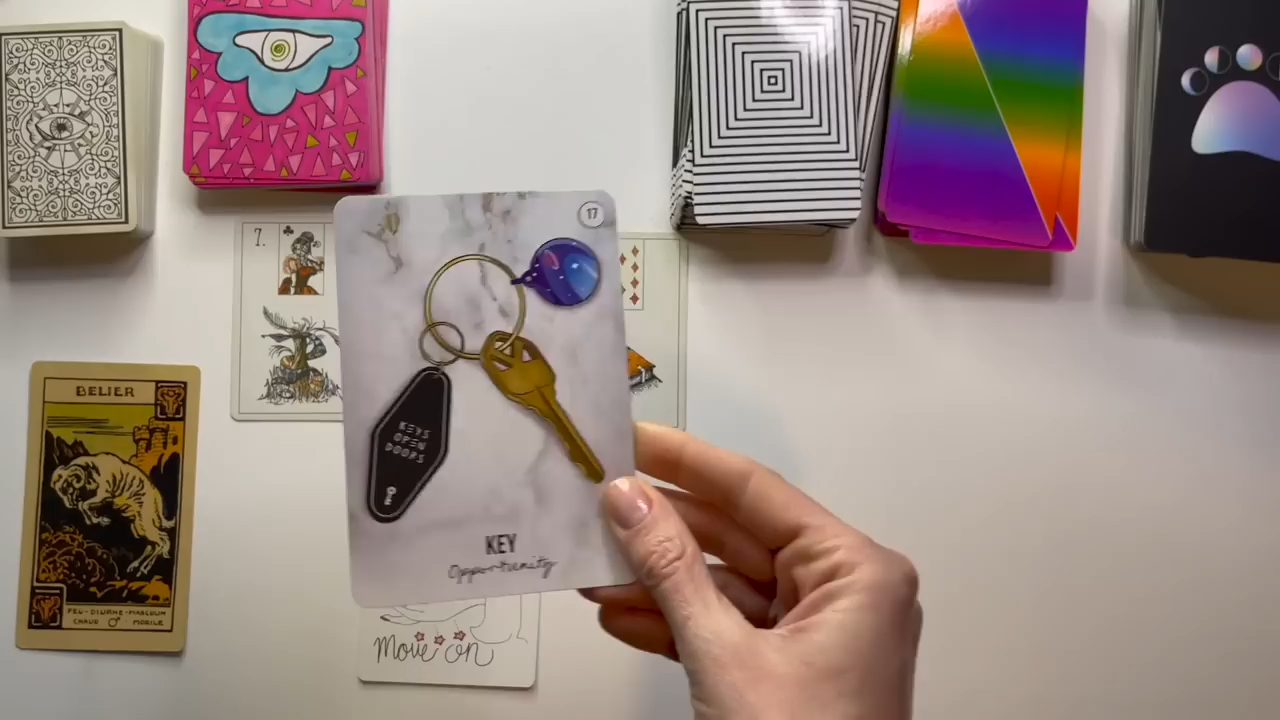 7.
17
KEYS
OPEN
DOORS
KEY
Opportunity
BELIER
FEU-DIURNE-MASCULIN
CHAUD ♂ MOBILE
Move on